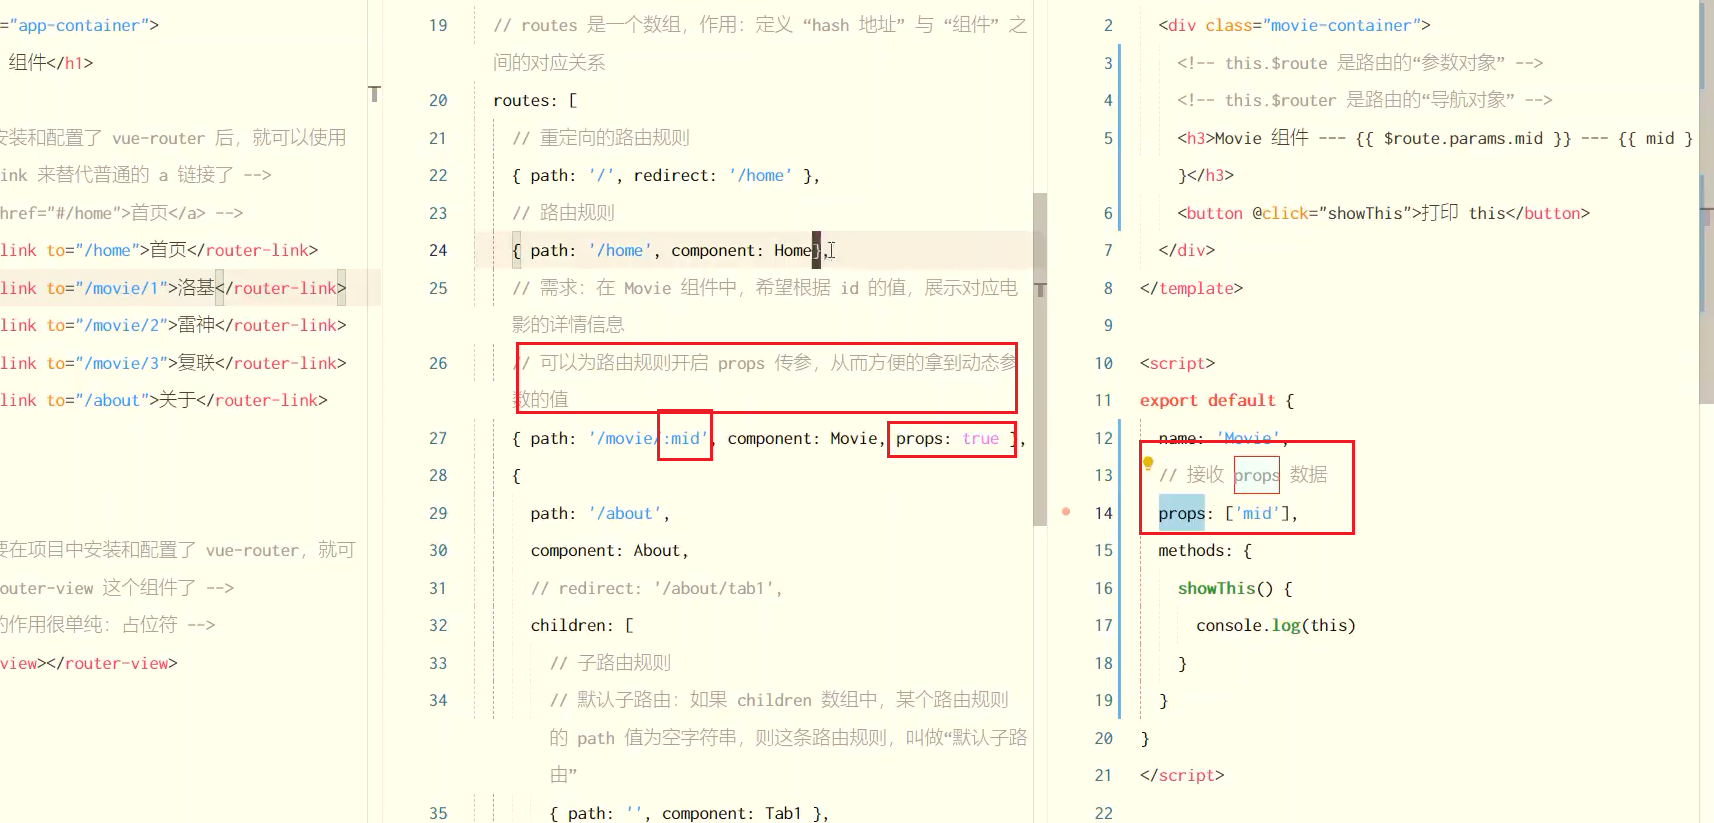 ="app-container">
组件</h1>
安装和配置了 vue-router 后，就可以使用
ink 来替代普通的 a 链接了 -->
href="#/home">首页</a> -->
link to="/home">首页</router-link>
link to="/movie/1">洛基</router-link>
link to="/movie/2">雷神</router-link>
link to="/movie/3">复联</router-link>
link to="/about">关于</router-link>
要在项目中安装和配置了 vue-router，就可
outer-view 这个组件了 -->
的作用很单纯：占位符 -->
view></router-view>
19 // routes 是一个数组，作用：定义 “hash 地址” 与 “组件” 之
间的对应关系
20 routes: [
21 // 重定向的路由规则
22 { path: '/', redirect: '/home' },
23 // 路由规则
24 { path: '/home', component: Home},
25 // 需求：在 Movie 组件中，希望根据 id 的值，展示对应电
影的详情信息
26 // 可以为路由规则开启 props 传参，从而方便的拿到动态参
数的值
27 { path: '/movie/:mid', component: Movie, props: true },
28 {
29 path: '/about',
30 component: About,
31 // redirect: '/about/tab1',
32 children: [
33 // 子路由规则
34 // 默认子路由：如果 children 数组中，某个路由规则
的 path 值为空字符串，则这条路由规则，叫做“默认子路
由”
35 { path: '', component: Tab1 },
2 <div class="movie-container">
3 <!-- this.$route 是路由的“参数对象” -->
4 <!-- this.$router 是路由的“导航对象” -->
5 <h3>Movie 组件 --- {{ $route.params.mid }} --- {{ mid }
}</h3>
6 <button @click="showThis">打印 this</button>
7 </div>
8 </template>
9
10 <script>
11 export default {
12 name: 'Movie',
13 // 接收 props 数据
14 props: ['mid'],
15 methods: {
16 showThis() {
17 console.log(this)
18 }
19 }
20 }
21 </script>
22